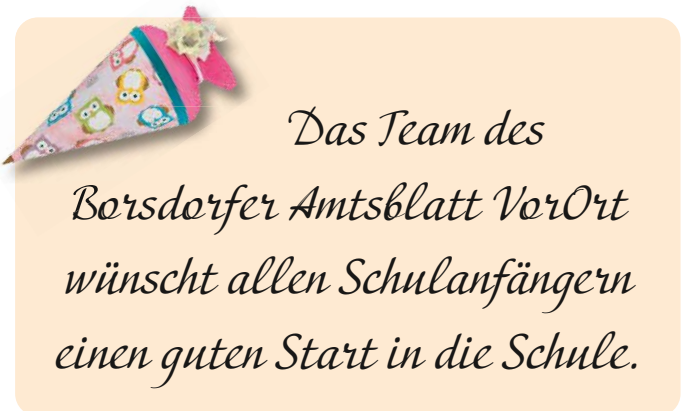 Das Team des
Borsdorfer Amtsblatt VorOrt
wünscht allen Schulanfängern
einen guten Start in die Schule.